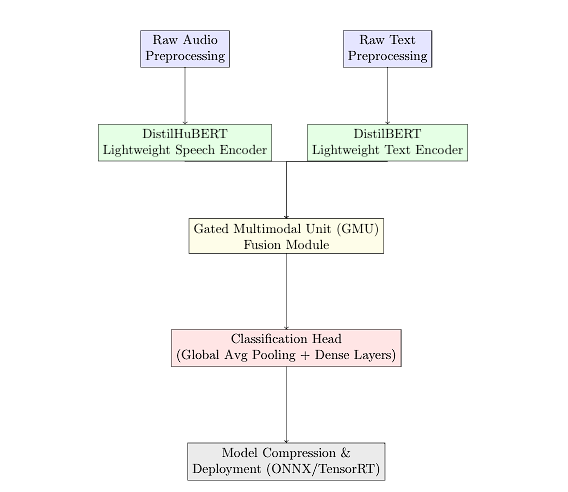 Raw Audio
Preprocessing
Raw Text
Preprocessing
DistilHuBERT
Lightweight Speech Encoder
DistilBERT
Lightweight Text Encoder
Gated Multimodal Unit (GMU)
Fusion Module
Classification Head
(Global Avg Pooling + Dense Layers)
Model Compression &
Deployment (ONNX/TensorRT)